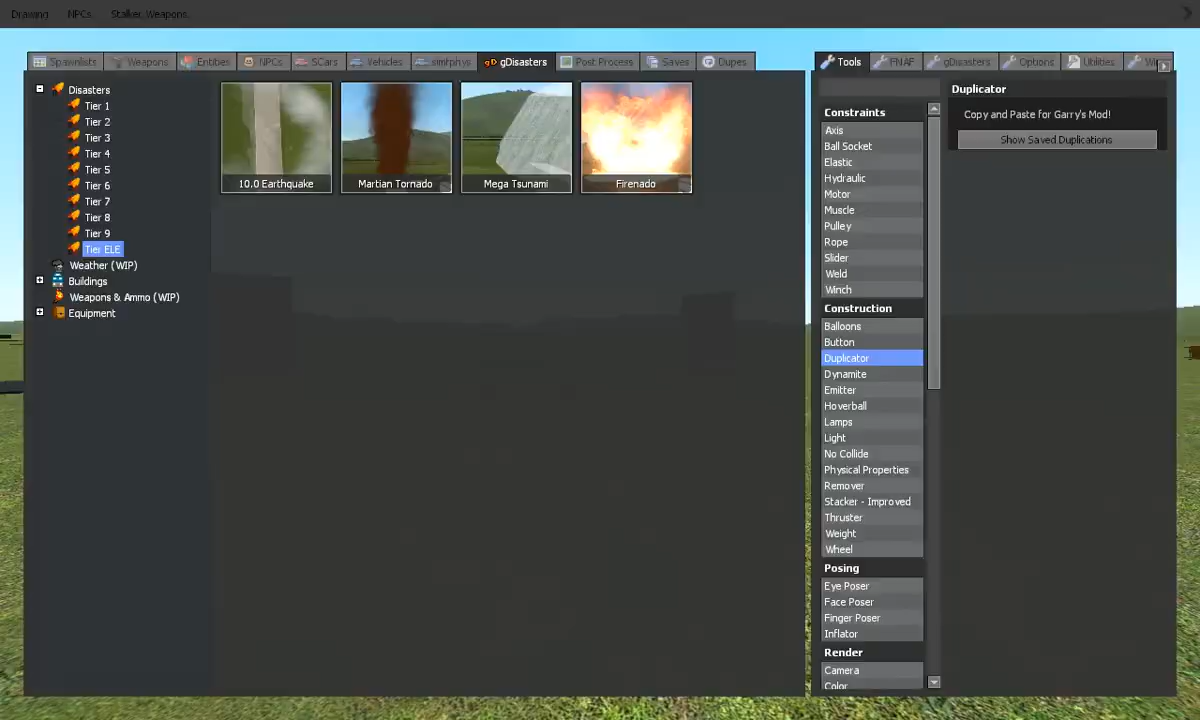 Drawing NPCs Stalker Weapons.
Spawnlists Weapons Entities NPCs SCars Vehicles simfphys gDisasters Post Process Saves Dupes
Disasters
Tier 1
Tier 2
Tier 3
Tier 4
Tier 5
Tier 6
Tier 7
Tier 8
Tier 9
Tier ELE
Weather (WIP)
Buildings
Weapons & Ammo (WIP)
Equipment
10.0 Earthquake Martian Tornado Mega Tsunami Firenado
Tools FNAF gDisasters Options Utilities
Constraints
Axis
Ball Socket
Elastic
Hydraulic
Motor
Muscle
Pulley
Rope
Slider
Weld
Winch
Construction
Balloons
Button
Duplicator
Dynamite
Emitter
Hoverball
Lamps
Light
No Collide
Physical Properties
Remover
Stacker - Improved
Thruster
Weight
Wheel
Posing
Eye Poser
Face Poser
Finger Poser
Inflator
Render
Camera
Color
Duplicator
Copy and Paste for Garry's Mod!
Show Saved Duplications